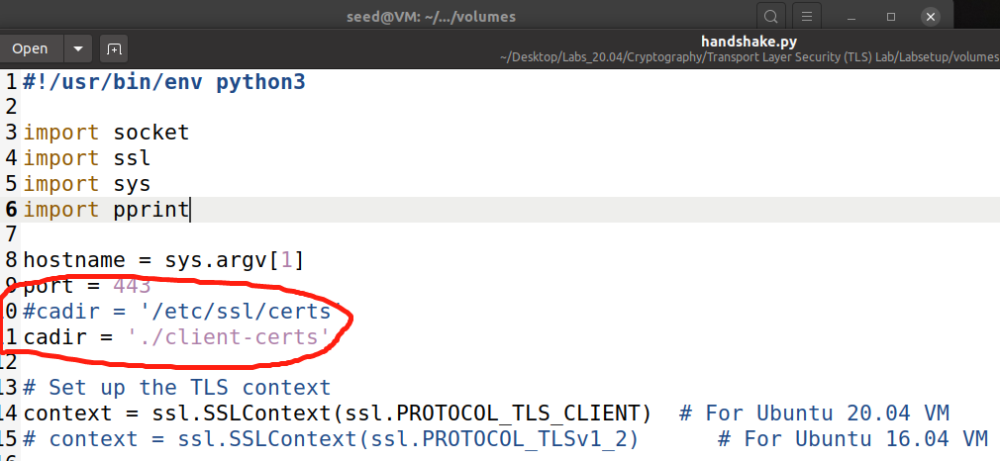 seed@VM: ~/.../volumes
Open
handshake.py
~/Desktop/Labs_20.04/Cryptography/Transport Layer Security (TLS) Lab/Labsetup/volumes
1 #!/usr/bin/env python3
2
3 import socket
4 import ssl
5 import sys
6 import pprint
7
8 hostname = sys.argv[1]
9 port = 443
0 #cadir = '/etc/ssl/certs'
1 cadir = './client-certs'
12
13 # Set up the TLS context
14 context = ssl.SSLContext(ssl.PROTOCOL_TLS_CLIENT)  # For Ubuntu 20.04 VM
15 # context = ssl.SSLContext(ssl.PROTOCOL_TLSv1_2)      # For Ubuntu 16.04 VM